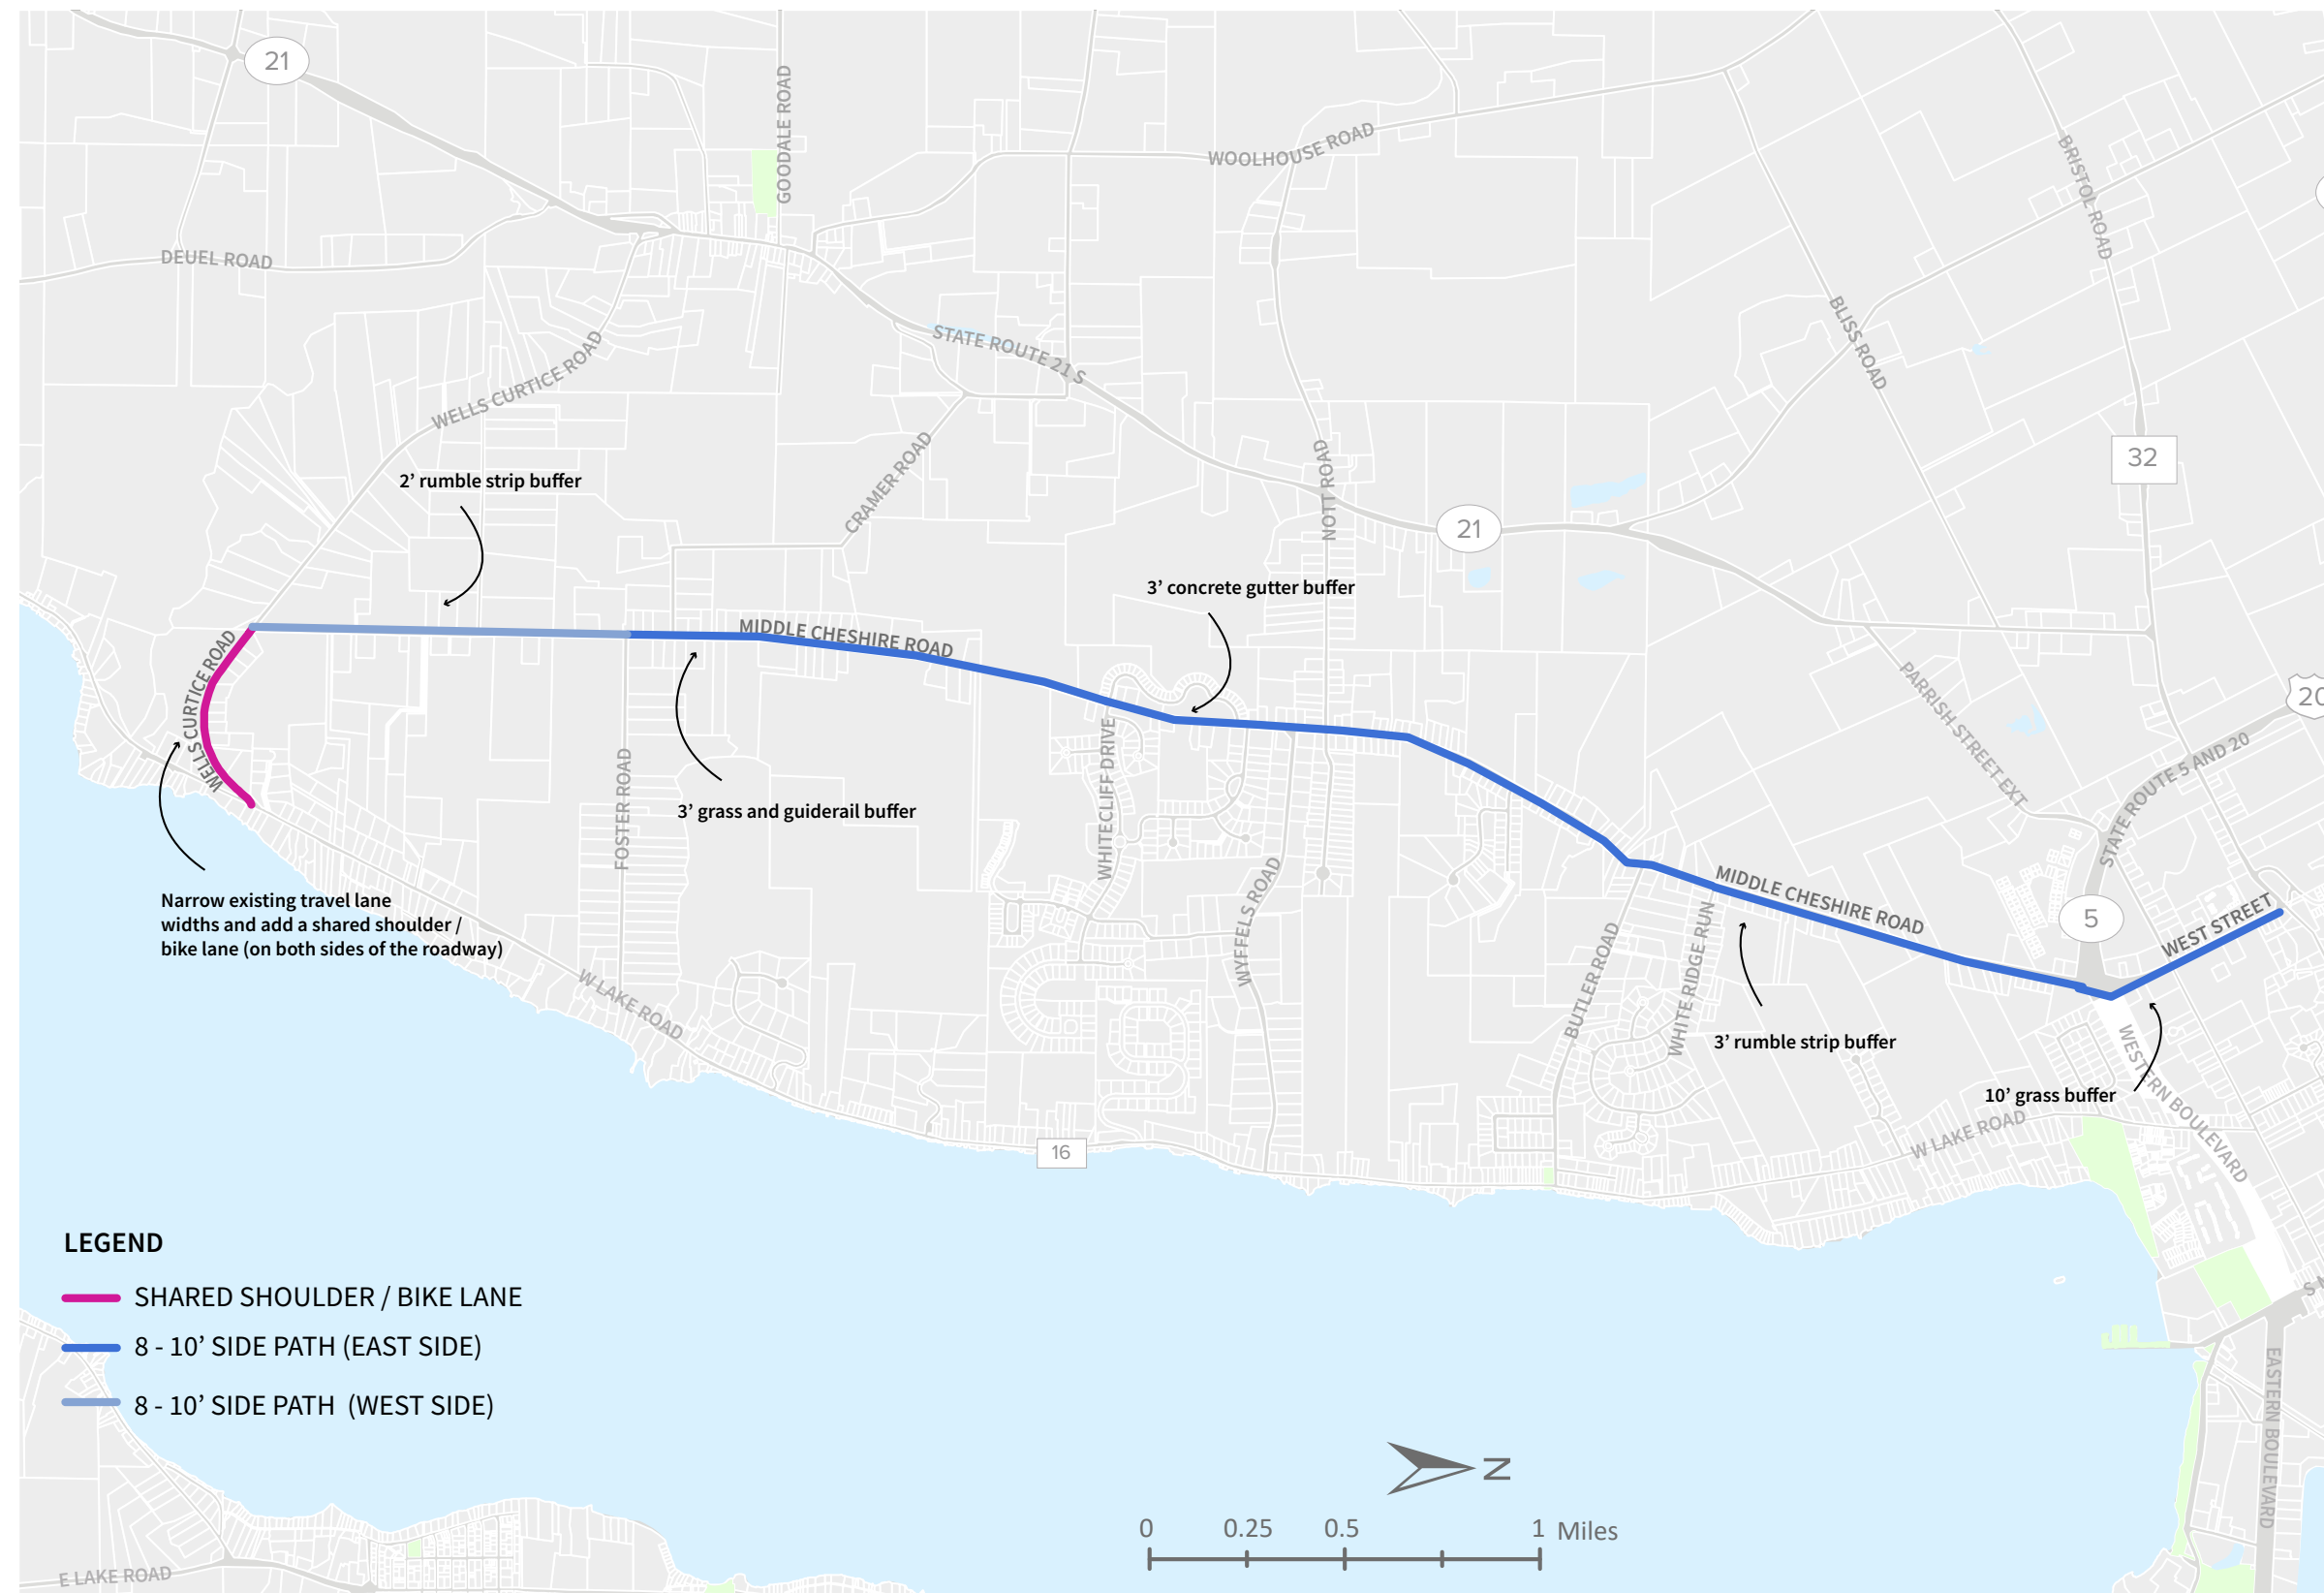 21
GOODALE ROAD
WOOLHOUSE ROAD
BRISTOL ROAD
DEUEL ROAD
STATE ROUTE 21 S
BLISS ROAD
WELLS CURTICE ROAD
CRAMER ROAD
NOTT ROAD
32
2’ rumble strip buffer
21
3’ concrete gutter buffer
MIDDLE CHESHIRE ROAD
WELLS CURTICE ROAD
PARRISH STREET EXT
20
STATE ROUTE 5 AND 20
FOSTER ROAD
WHITECLIFF DRIVE
3’ grass and guiderail buffer
WYFFELS ROAD
MIDDLE CHESHIRE ROAD
5
WEST STREET
Narrow existing travel lane
widths and add a shared shoulder /
bike lane (on both sides of the roadway)
W LAKE ROAD
BUTLER ROAD
WHITE RIDGE RUN
3’ rumble strip buffer
10’ grass buffer
WESTERN BOULEVARD
W LAKE ROAD
16
LEGEND
SHARED SHOULDER / BIKE LANE
8 - 10’ SIDE PATH (EAST SIDE)
8 - 10’ SIDE PATH (WEST SIDE)
EASTERN BOULEVARD
N
0 0.25 0.5 1 Miles
E LAKE ROAD